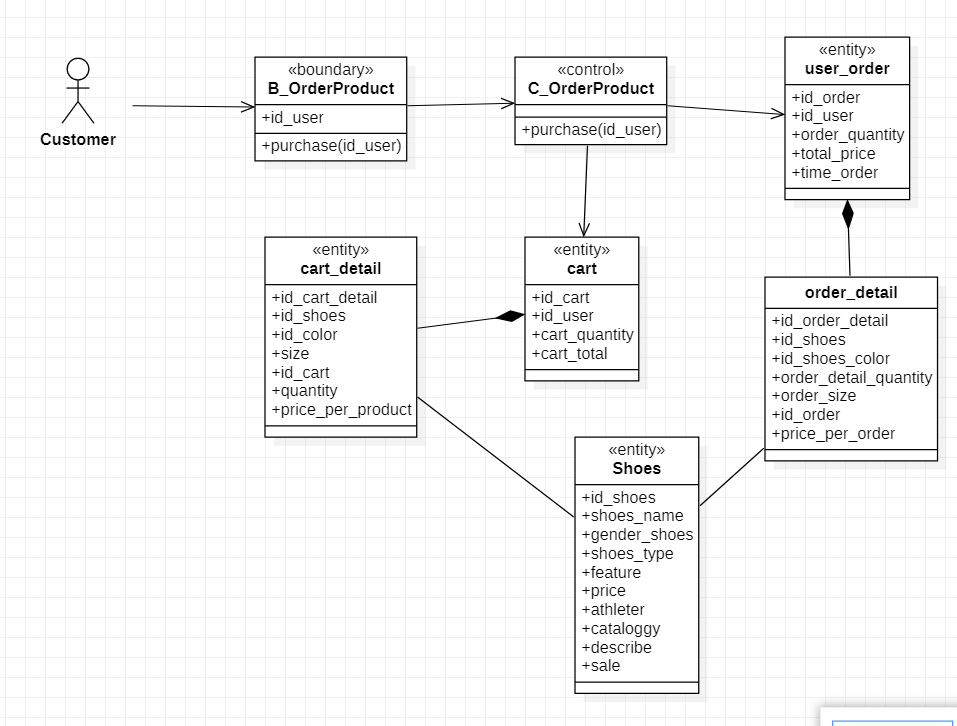 Customer
«boundary»
B_OrderProduct
+id_user
+purchase(id_user)
«control»
C_OrderProduct
+purchase(id_user)
«entity»
user_order
+id_order
+id_user
+order_quantity
+total_price
+time_order
«entity»
cart_detail
+id_cart_detail
+id_shoes
+id_color
+size
+id_cart
+quantity
+price_per_product
«entity»
cart
+id_cart
+id_user
+cart_quantity
+cart_total
order_detail
+id_order_detail
+id_shoes
+id_shoes_color
+order_detail_quantity
+order_size
+id_order
+price_per_order
«entity»
Shoes
+id_shoes
+shoes_name
+gender_shoes
+shoes_type
+feature
+price
+athleter
+cataloggy
+describe
+sale